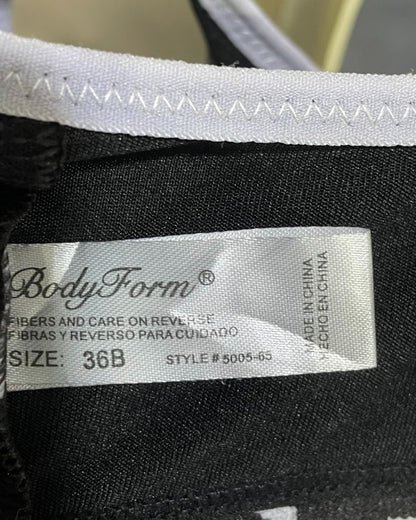 BodyForm®
FIBERS AND CARE ON REVERSE
FIBRAS Y REVERSO PARA CUIDADO
SIZE: 36B STYLE # 5005-65
MADE IN CHINA
HECHO EN CHINA